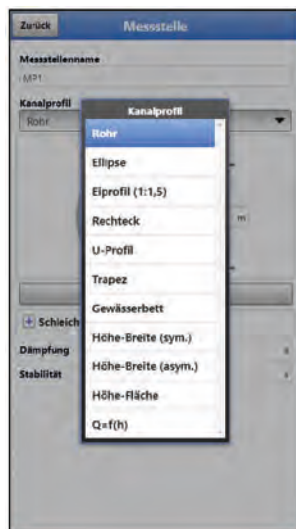 Zurück
Messstelle
Messstellenname
MP1
Kanalprofil
Rohr
Kanalprofil
Rohr
Ellipse
Eiprofil (1:1,5)
Rechteck
m
U-Profil
Trapez
Gewässerbett
Schleich
Höhe-Breite (sym.)
Dämpfung
s
Höhe-Breite (asym.)
Stabilität
s
Höhe-Fläche
Q=f(h)